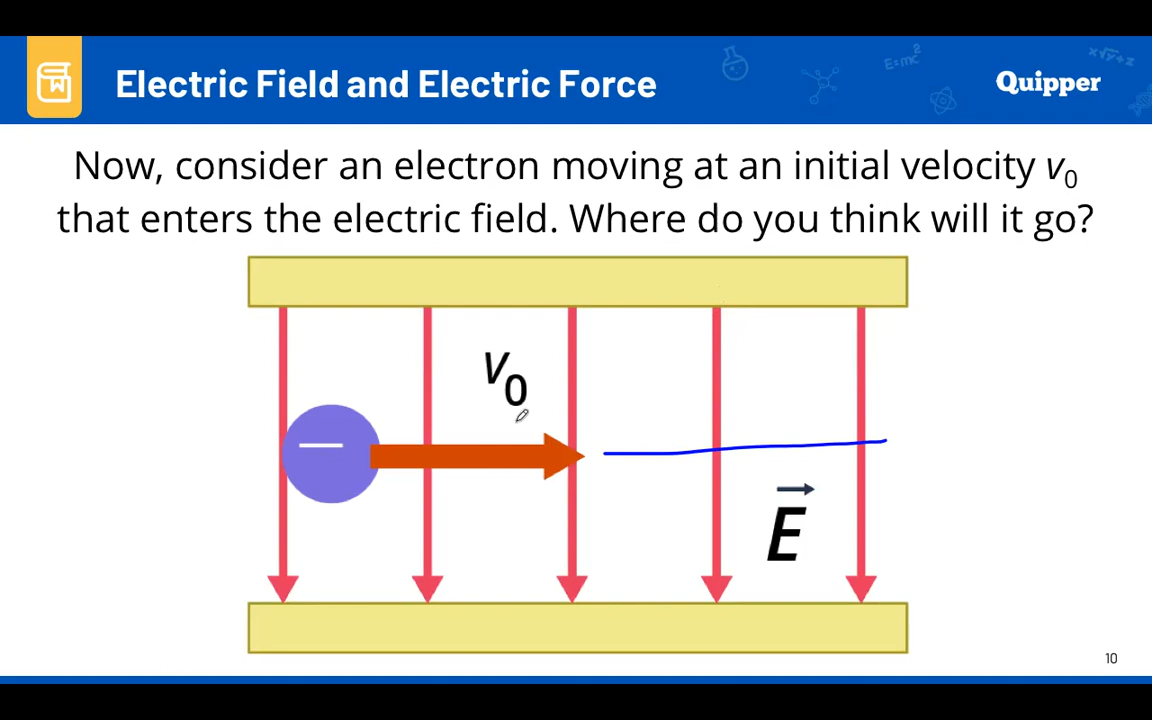 Electric Field and Electric Force
E=mc²
x√y+z
Quipper
Now, consider an electron moving at an initial velocity v₀
that enters the electric field. Where do you think will it go?
v₀
−
E⃗
10